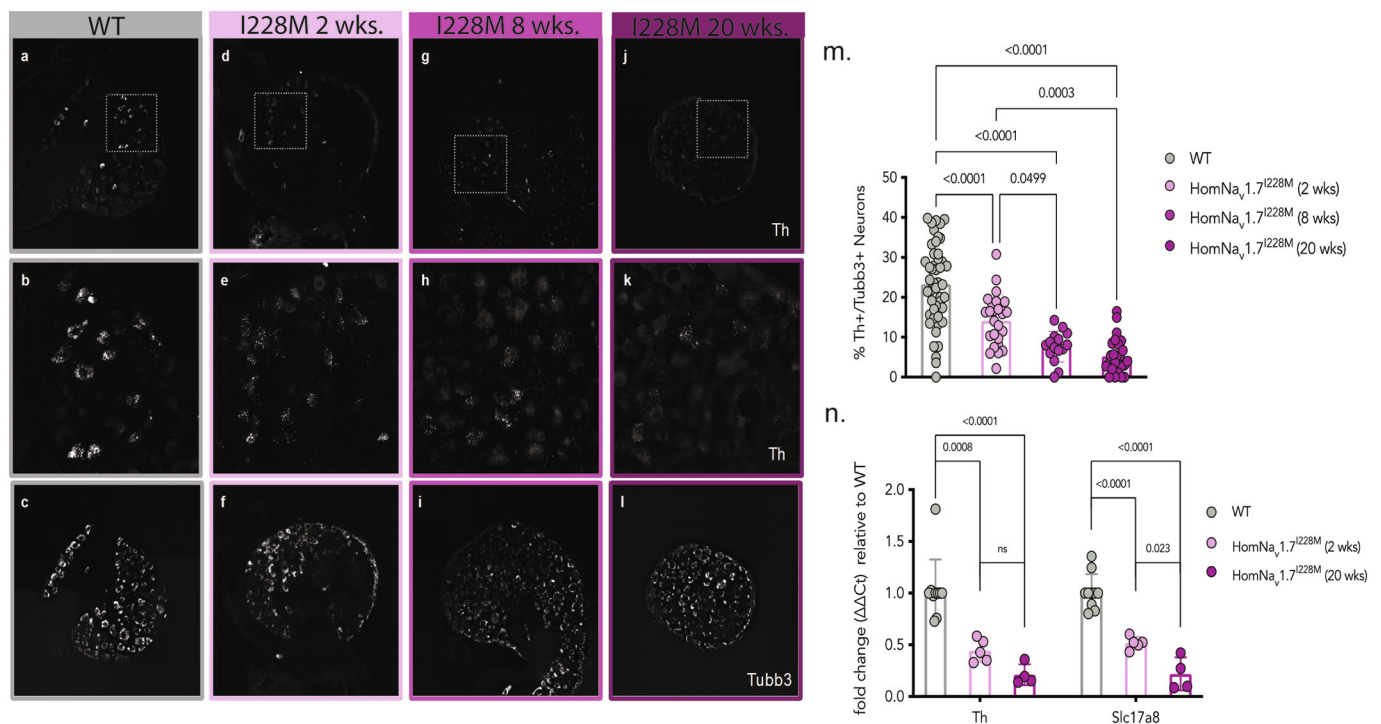 WT
I228M 2 wks.
I228M 8 wks.
I228M 20 wks.
a
d
g
j
Th
b
e
h
k
Th
c
f
i
l
Tubb3
m.
<0.0001
0.0003
<0.0001
<0.0001
0.0499
50
40
30
20
10
0
% Th+/Tubb3+ Neurons
WT
HomNav1.7I228M (2 wks)
HomNav1.7I228M (8 wks)
HomNav1.7I228M (20 wks)
n.
<0.0001
0.0008
ns
<0.0001
<0.0001
0.023
2.0
1.5
1.0
0.5
0.0
fold change (ΔΔCt) relative to WT
Th
Slc17a8
WT
HomNav1.7I228M (2 wks)
HomNav1.7I228M (20 wks)